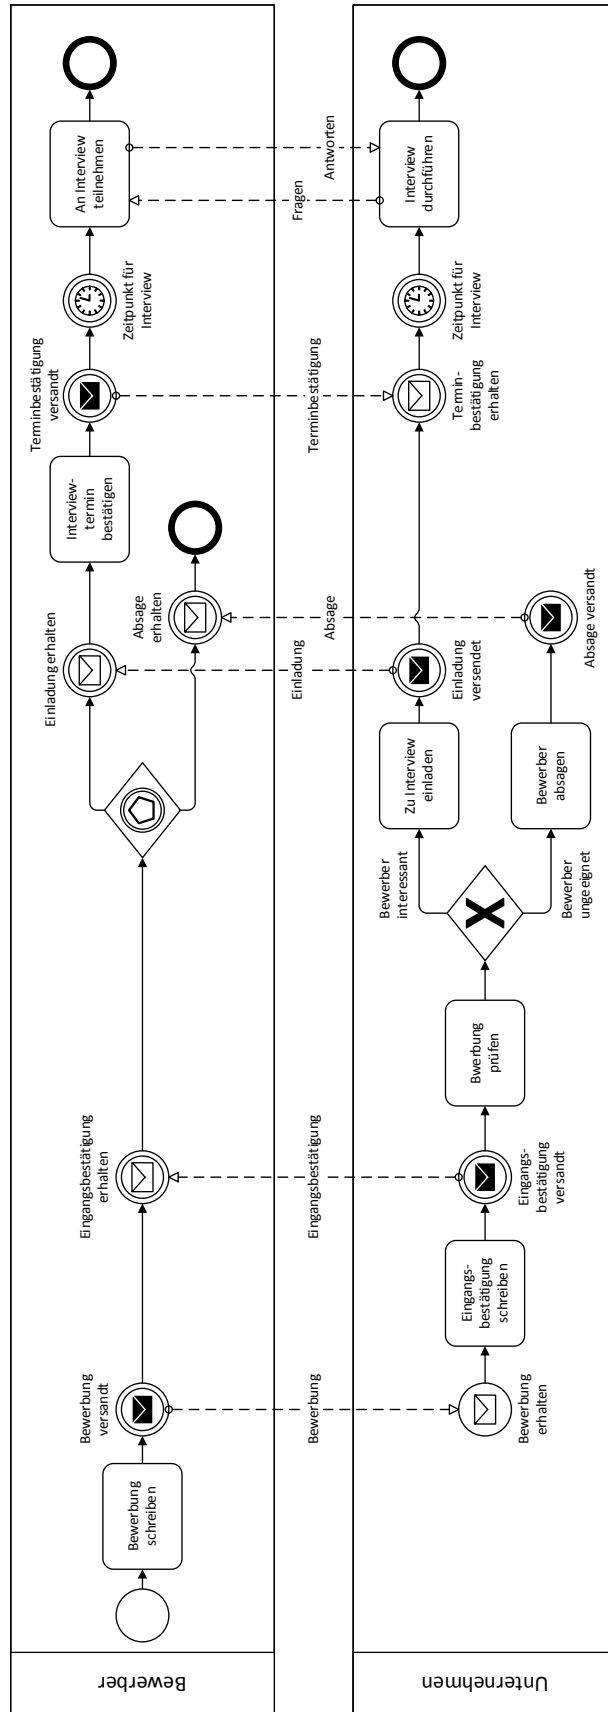 Bewerber
Bewerbung
schreiben
Bewerbung
versandt
Eingangsbestätigung
erhalten
Einladung erhalten
Absage
erhalten
Interview-
termin
bestätigen
Terminbestätigung
versandt
Zeitpunkt für
Interview
An Interview
teilnehmen
Bewerbung
Eingangsbestätigung
Einladung
Absage
Terminbestätigung
Fragen
Antworten
Unternehmen
Bewerbung
erhalten
Eingangs-
bestätigung
schreiben
Eingangs-
bestätigung
versandt
Bwerbung
prüfen
Bewerber
interessant
Bewerber
ungeeignet
Zu Interview
einladen
Bewerber
absagen
Einladung
versendet
Absage versandt
Termin-
bestätigung
erhalten
Zeitpunkt für
Interview
Interview
durchführen